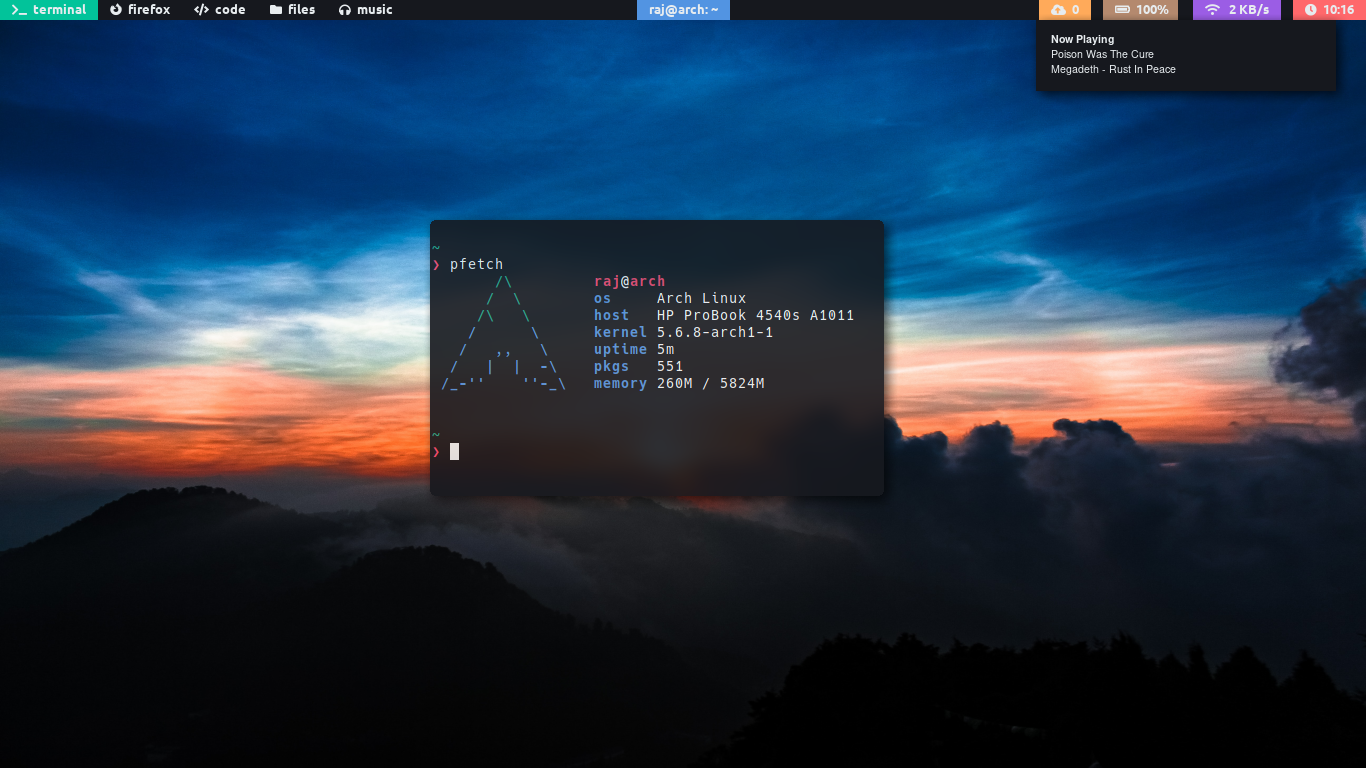 terminal firefox code files music raj@arch: ~ 0 100% 2 KB/s 10:16
Now Playing
Poison Was The Cure
Megadeth - Rust In Peace
~
❯ pfetch
raj@arch
os Arch Linux
host HP ProBook 4540s A1011
kernel 5.6.8-arch1-1
uptime 5m
pkgs 551
memory 260M / 5824M
~
❯